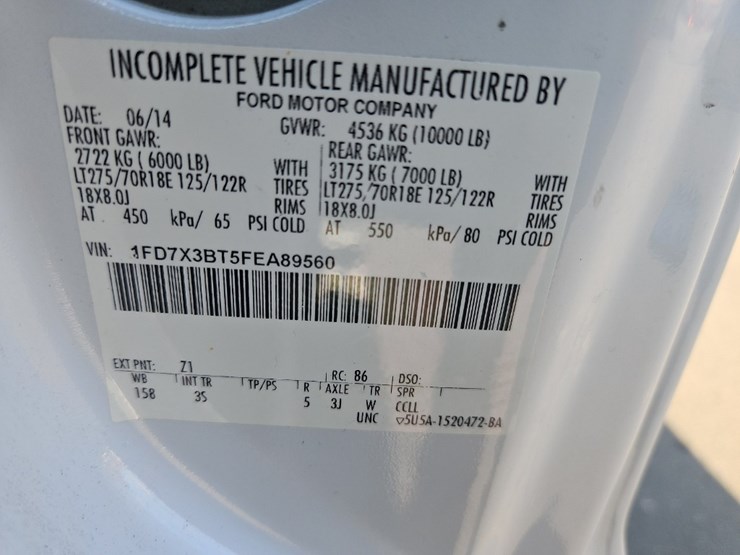 INCOMPLETE VEHICLE MANUFACTURED BY
FORD MOTOR COMPANY
DATE: 06/14 GVWR: 4536 KG (10000 LB)
FRONT GAWR: REAR GAWR:
2722 KG ( 6000 LB) WITH 3175 KG ( 7000 LB) WITH
LT275/70R18E 125/122R TIRES LT275/70R18E 125/122R TIRES
18X8.0J RIMS 18X8.0J RIMS
AT 450 kPa/ 65 PSI COLD AT 550 kPa/ 80 PSI COLD
VIN: 1FD7X3BT5FEA89560
EXT PNT: Z1 RC: 86 DSO:
WB INT TR TP/PS R AXLE TR SPR
158 3S 5 3J W CCLL
UNC ▽5U5A-1520472-BA